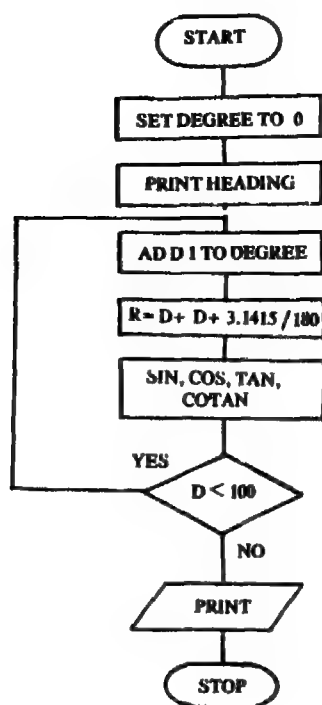 START
SET DEGREE TO 0
PRINT HEADING
ADD D 1 TO DEGREE
R = D + D + 3.1415 / 180
SIN, COS, TAN,
COTAN
YES
D < 100
NO
PRINT
STOP